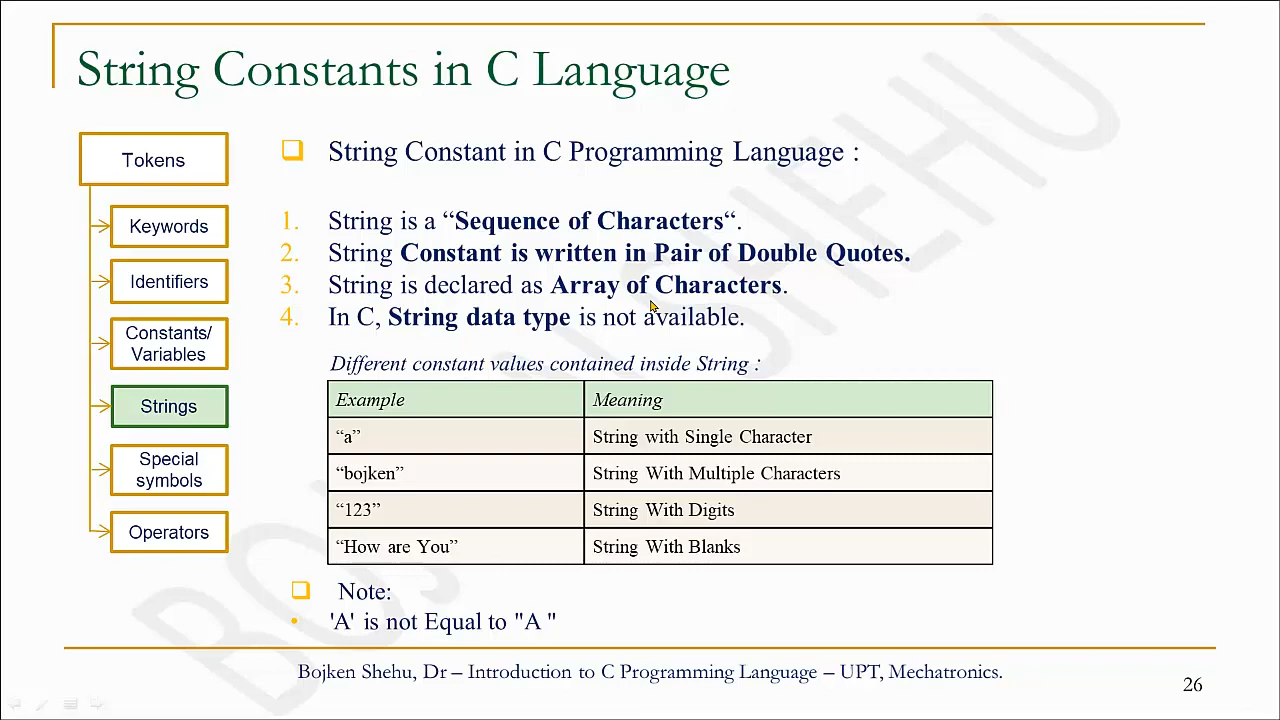 String Constants in C Language
Tokens
Keywords
Identifiers
Constants/
Variables
Strings
Special
symbols
Operators
❑ String Constant in C Programming Language :
1. String is a “Sequence of Characters“.
2. String Constant is written in Pair of Double Quotes.
3. String is declared as Array of Characters.
4. In C, String data type is not available.
Different constant values contained inside String :
Example Meaning
“a” String with Single Character
“bojken” String With Multiple Characters
“123” String With Digits
“How are You” String With Blanks
❑ Note:
• 'A' is not Equal to "A "
Bojken Shehu, Dr – Introduction to C Programming Language – UPT, Mechatronics.
26